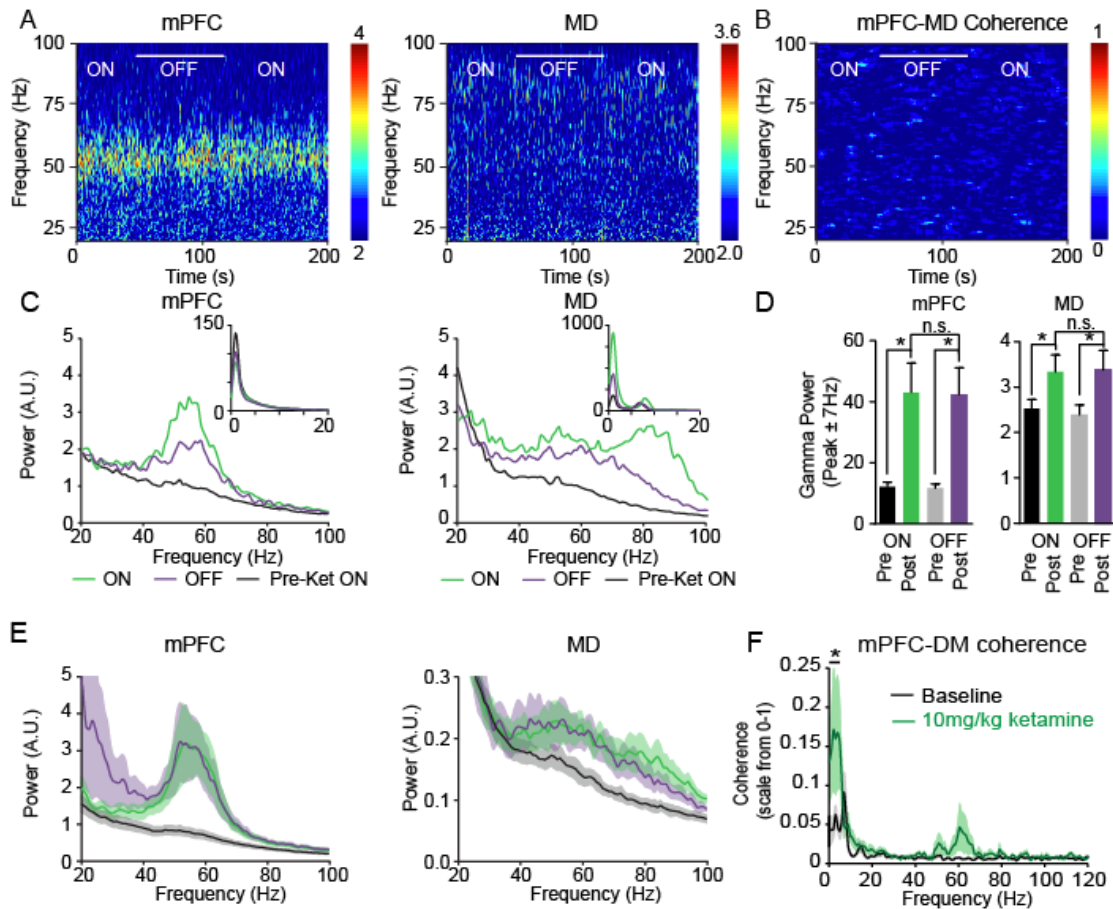 A
mPFC
MD
B
mPFC-MD Coherence
100
75
50
25
Frequency (Hz)
ON
OFF
ON
0
100
200
Time (s)
4
2
100
75
50
25
Frequency (Hz)
ON
OFF
ON
0
100
200
Time (s)
3.6
2.0
100
75
50
25
Frequency (Hz)
ON
OFF
ON
0
100
200
Time (s)
1
0
C
mPFC
5
4
3
2
1
0
Power (A.U.)
150
0
0
20
20
40
60
80
100
Frequency (Hz)
MD
5
4
3
2
1
0
Power (A.U.)
1000
0
0
20
20
40
60
80
100
Frequency (Hz)
ON
OFF
Pre-Ket ON
ON
OFF
Pre-Ket ON
D
mPFC
MD
Gamma Power
(Peak ± 7Hz)
60
40
20
0
n.s.
*
*
ON
OFF
Pre
Post
Pre
Post
4
3
2
1
0
n.s.
*
*
ON
OFF
Pre
Post
Pre
Post
E
mPFC
5
4
3
2
1
0
Power (A.U.)
20
40
60
80
100
Frequency (Hz)
MD
0.3
0.2
0.1
0.0
Power (A.U.)
20
40
60
80
100
Frequency (Hz)
F
mPFC-DM coherence
*
0.25
0.20
0.15
0.10
0.05
0
Coherence
(scale from 0-1)
Baseline
10mg/kg ketamine
0
20
40
60
80
100
120
Frequency (Hz)